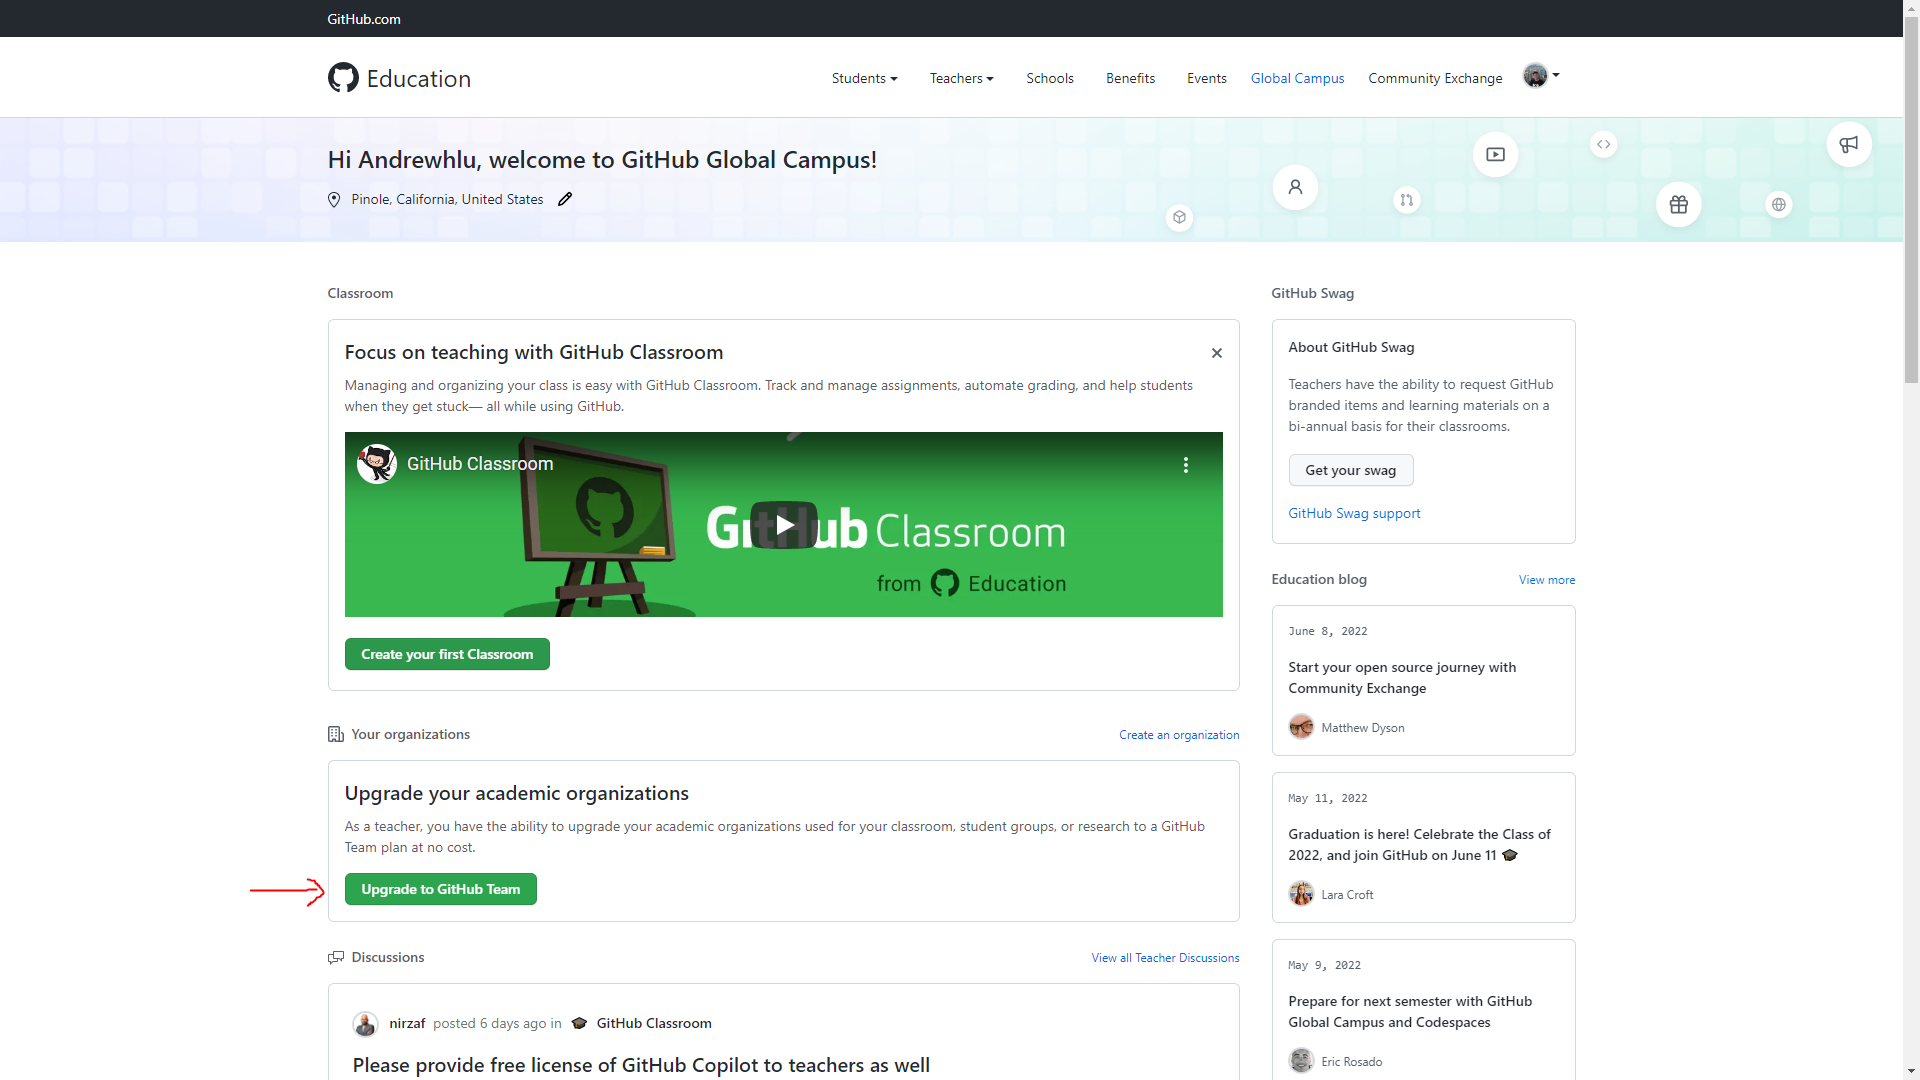 GitHub.com
Education
Students
Teachers
Schools
Benefits
Events
Global Campus
Community Exchange
Hi Andrewhlu, welcome to GitHub Global Campus!
Pinole, California, United States
Classroom
Focus on teaching with GitHub Classroom
Managing and organizing your class is easy with GitHub Classroom. Track and manage assignments, automate grading, and help students
when they get stuck— all while using GitHub.
GitHub Classroom
GitHub Classroom
from Education
Create your first Classroom
Your organizations
Create an organization
Upgrade your academic organizations
As a teacher, you have the ability to upgrade your academic organizations used for your classroom, student groups, or research to a GitHub
Team plan at no cost.
Upgrade to GitHub Team
Discussions
View all Teacher Discussions
nirzaf posted 6 days ago in 🎓 GitHub Classroom
Please provide free license of GitHub Copilot to teachers as well
GitHub Swag
About GitHub Swag
Teachers have the ability to request GitHub
branded items and learning materials on a
bi-annual basis for their classrooms.
Get your swag
GitHub Swag support
Education blog
View more
June 8, 2022
Start your open source journey with
Community Exchange
Matthew Dyson
May 11, 2022
Graduation is here! Celebrate the Class of
2022, and join GitHub on June 11 🎓
Lara Croft
May 9, 2022
Prepare for next semester with GitHub
Global Campus and Codespaces
Eric Rosado